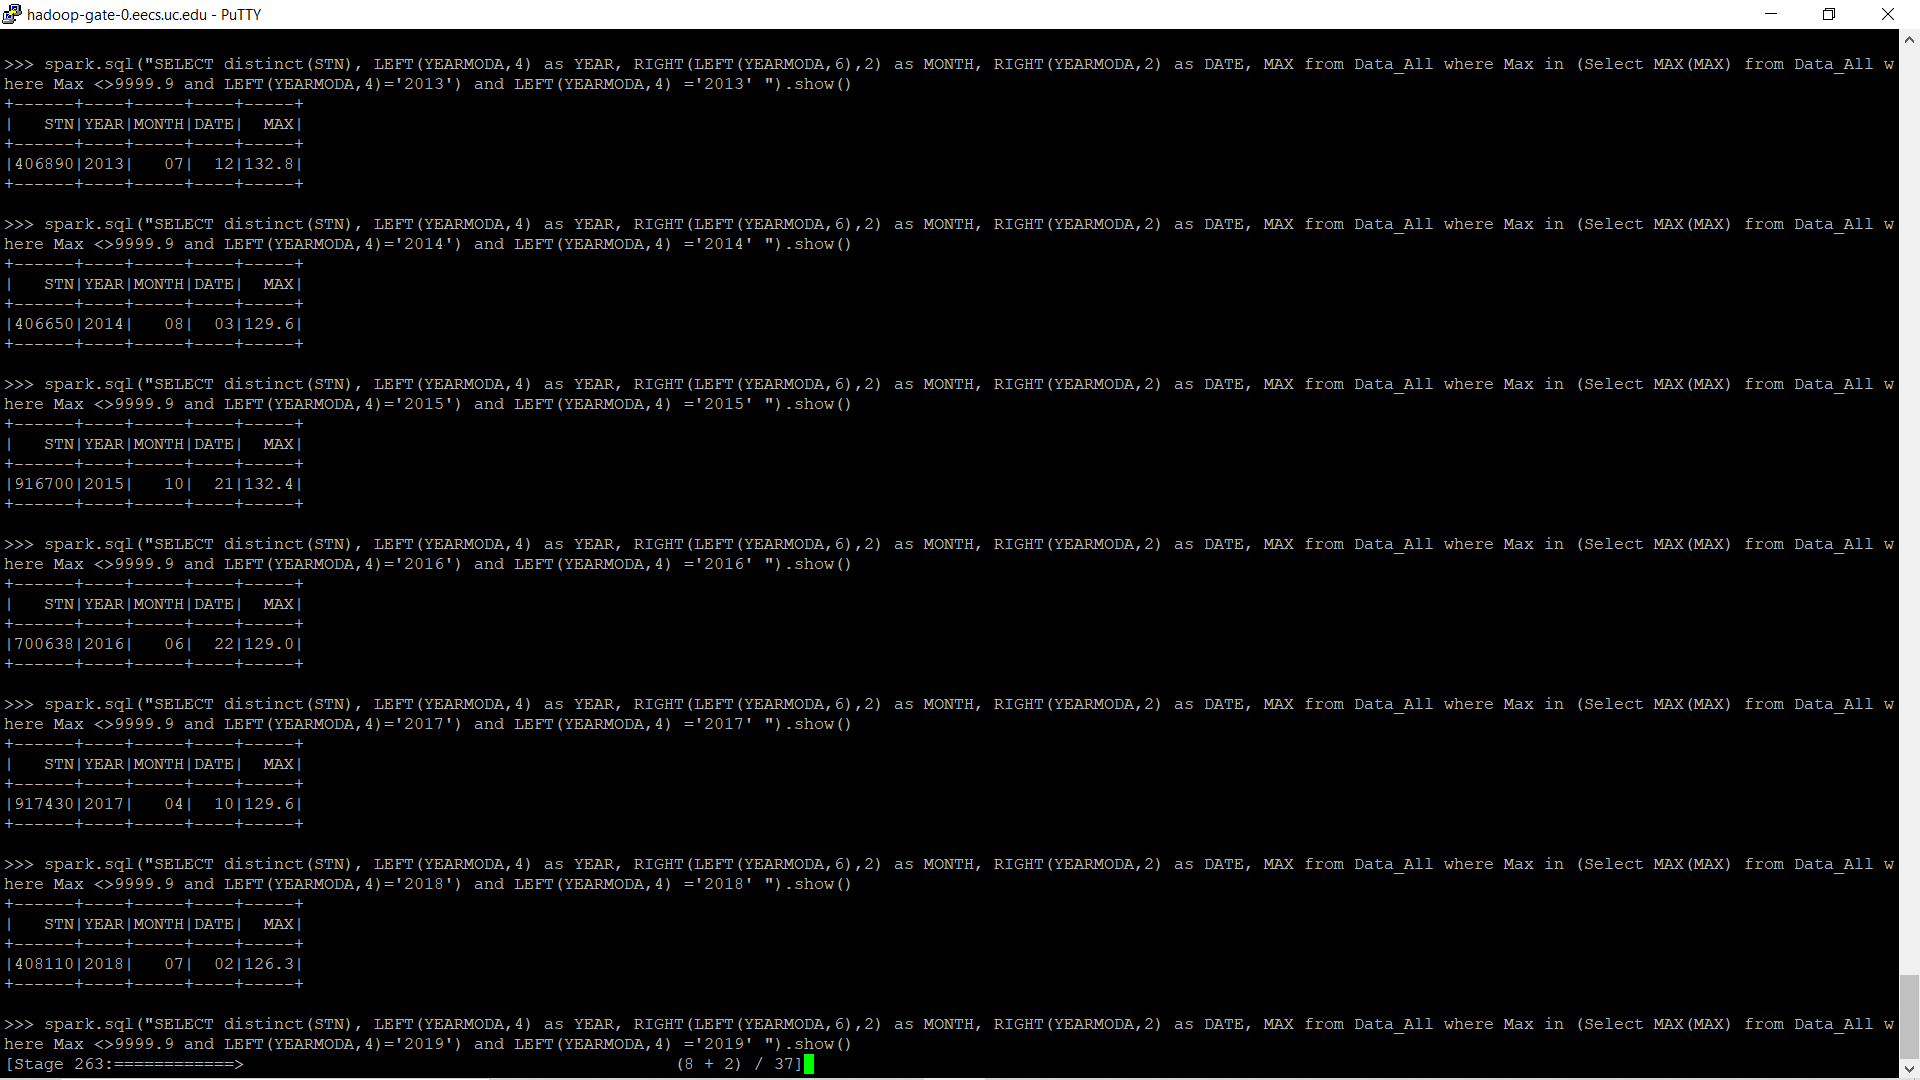 hadoop-gate-0.eecs.uc.edu - PuTTY
>>> spark.sql("SELECT distinct(STN), LEFT(YEARMODA,4) as YEAR, RIGHT(LEFT(YEARMODA,6),2) as MONTH, RIGHT(YEARMODA,2) as DATE, MAX from Data_All where Max in (Select MAX(MAX) from Data_All w
here Max <>9999.9 and LEFT(YEARMODA,4)='2013') and LEFT(YEARMODA,4) ='2013' ").show()
+------+----+-----+----+-----+
|   STN|YEAR|MONTH|DATE|  MAX|
+------+----+-----+----+-----+
|406890|2013|   07|  12|132.8|
+------+----+-----+----+-----+
>>> spark.sql("SELECT distinct(STN), LEFT(YEARMODA,4) as YEAR, RIGHT(LEFT(YEARMODA,6),2) as MONTH, RIGHT(YEARMODA,2) as DATE, MAX from Data_All where Max in (Select MAX(MAX) from Data_All w
here Max <>9999.9 and LEFT(YEARMODA,4)='2014') and LEFT(YEARMODA,4) ='2014' ").show()
+------+----+-----+----+-----+
|   STN|YEAR|MONTH|DATE|  MAX|
+------+----+-----+----+-----+
|406650|2014|   08|  03|129.6|
+------+----+-----+----+-----+
>>> spark.sql("SELECT distinct(STN), LEFT(YEARMODA,4) as YEAR, RIGHT(LEFT(YEARMODA,6),2) as MONTH, RIGHT(YEARMODA,2) as DATE, MAX from Data_All where Max in (Select MAX(MAX) from Data_All w
here Max <>9999.9 and LEFT(YEARMODA,4)='2015') and LEFT(YEARMODA,4) ='2015' ").show()
+------+----+-----+----+-----+
|   STN|YEAR|MONTH|DATE|  MAX|
+------+----+-----+----+-----+
|916700|2015|   10|  21|132.4|
+------+----+-----+----+-----+
>>> spark.sql("SELECT distinct(STN), LEFT(YEARMODA,4) as YEAR, RIGHT(LEFT(YEARMODA,6),2) as MONTH, RIGHT(YEARMODA,2) as DATE, MAX from Data_All where Max in (Select MAX(MAX) from Data_All w
here Max <>9999.9 and LEFT(YEARMODA,4)='2016') and LEFT(YEARMODA,4) ='2016' ").show()
+------+----+-----+----+-----+
|   STN|YEAR|MONTH|DATE|  MAX|
+------+----+-----+----+-----+
|700638|2016|   06|  22|129.0|
+------+----+-----+----+-----+
>>> spark.sql("SELECT distinct(STN), LEFT(YEARMODA,4) as YEAR, RIGHT(LEFT(YEARMODA,6),2) as MONTH, RIGHT(YEARMODA,2) as DATE, MAX from Data_All where Max in (Select MAX(MAX) from Data_All w
here Max <>9999.9 and LEFT(YEARMODA,4)='2017') and LEFT(YEARMODA,4) ='2017' ").show()
+------+----+-----+----+-----+
|   STN|YEAR|MONTH|DATE|  MAX|
+------+----+-----+----+-----+
|917430|2017|   04|  10|129.6|
+------+----+-----+----+-----+
>>> spark.sql("SELECT distinct(STN), LEFT(YEARMODA,4) as YEAR, RIGHT(LEFT(YEARMODA,6),2) as MONTH, RIGHT(YEARMODA,2) as DATE, MAX from Data_All where Max in (Select MAX(MAX) from Data_All w
here Max <>9999.9 and LEFT(YEARMODA,4)='2018') and LEFT(YEARMODA,4) ='2018' ").show()
+------+----+-----+----+-----+
|   STN|YEAR|MONTH|DATE|  MAX|
+------+----+-----+----+-----+
|408110|2018|   07|  02|126.3|
+------+----+-----+----+-----+
>>> spark.sql("SELECT distinct(STN), LEFT(YEARMODA,4) as YEAR, RIGHT(LEFT(YEARMODA,6),2) as MONTH, RIGHT(YEARMODA,2) as DATE, MAX from Data_All where Max in (Select MAX(MAX) from Data_All w
here Max <>9999.9 and LEFT(YEARMODA,4)='2019') and LEFT(YEARMODA,4) ='2019' ").show()
[Stage 263:============>                                           (8 + 2) / 37]